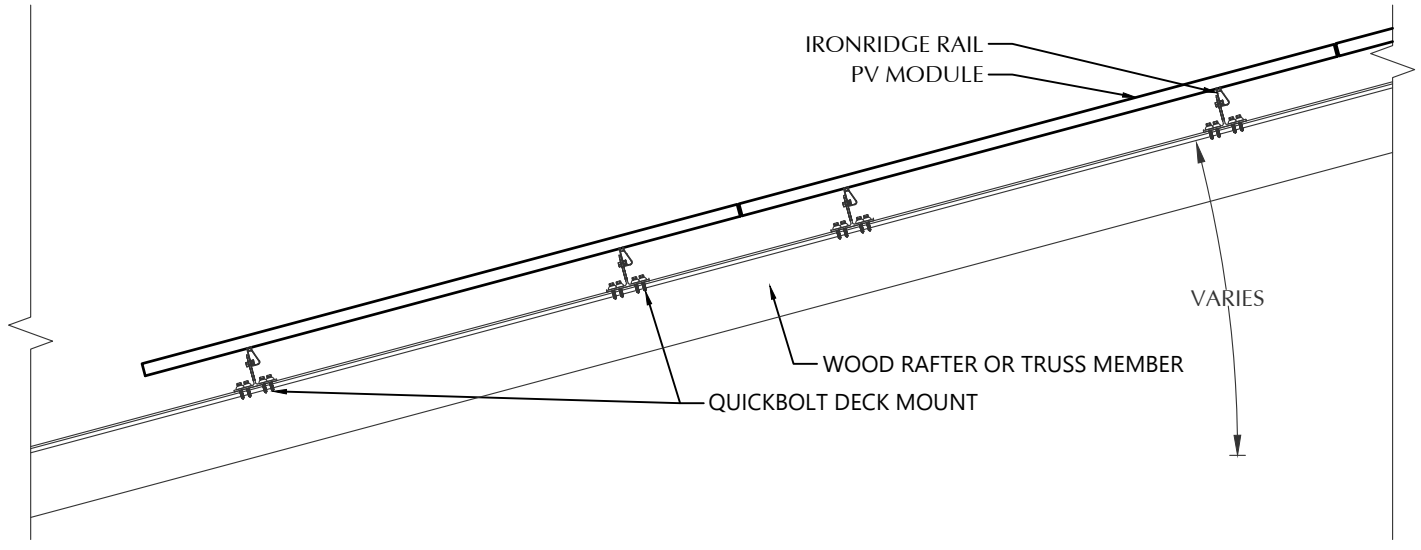 IRONRIDGE RAIL
PV MODULE
VARIES
WOOD RAFTER OR TRUSS MEMBER
QUICKBOLT DECK MOUNT